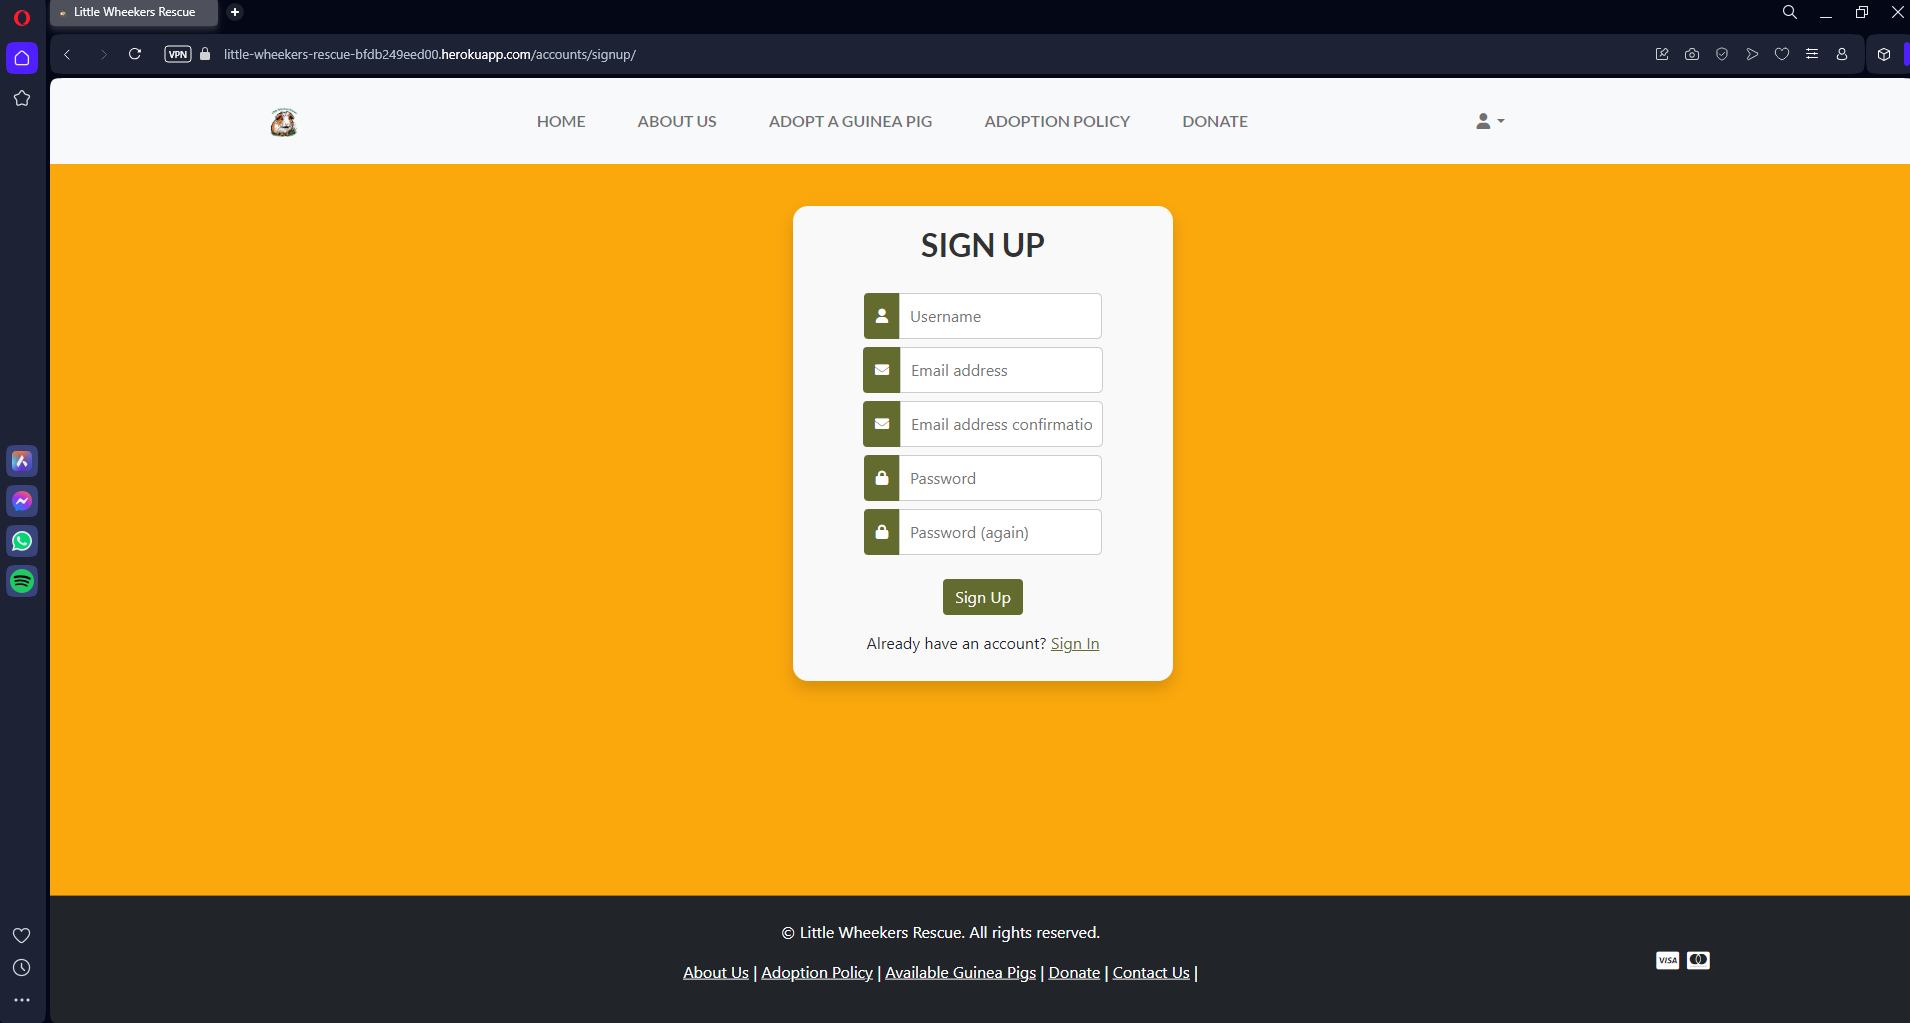 Little Wheekers Rescue
VPN
little-wheekers-rescue-bfdb249eed00.herokuapp.com/accounts/signup/
HOME ABOUT US ADOPT A GUINEA PIG ADOPTION POLICY DONATE
SIGN UP
Username
Email address
Email address confirmatio
Password
Password (again)
Sign Up
Already have an account? Sign In
© Little Wheekers Rescue. All rights reserved.
VISA
About Us | Adoption Policy | Available Guinea Pigs | Donate | Contact Us |